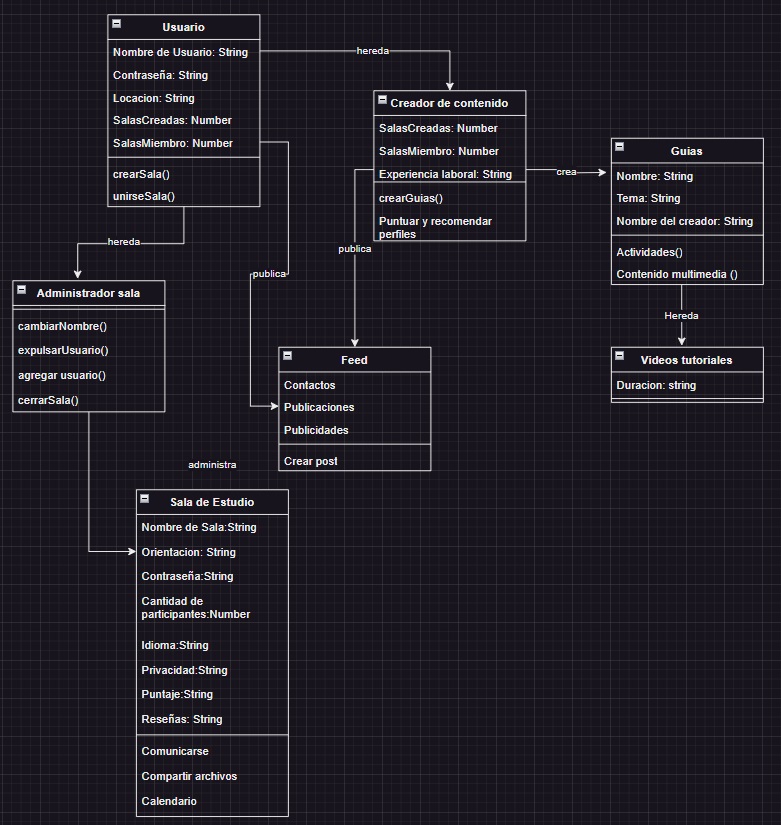 Usuario
Nombre de Usuario: String
Contraseña: String
Locacion: String
SalasCreadas: Number
SalasMiembro: Number
crearSala()
unirseSala()
hereda
Creador de contenido
SalasCreadas: Number
SalasMiembro: Number
Experiencia laboral: String
crearGuias()
Puntuar y recomendar
perfiles
crea
Guias
Nombre: String
Tema: String
Nombre del creador: String
Actividades()
Contenido multimedia ()
hereda
publica
publica
Administrador sala
cambiarNombre()
expulsarUsuario()
agregar usuario()
cerrarSala()
Hereda
Feed
Contactos
Publicaciones
Publicidades
Crear post
Videos tutoriales
Duracion: string
administra
Sala de Estudio
Nombre de Sala:String
Orientacion: String
Contraseña:String
Cantidad de
participantes:Number
Idioma:String
Privacidad:String
Puntaje:String
Reseñas: String
Comunicarse
Compartir archivos
Calendario